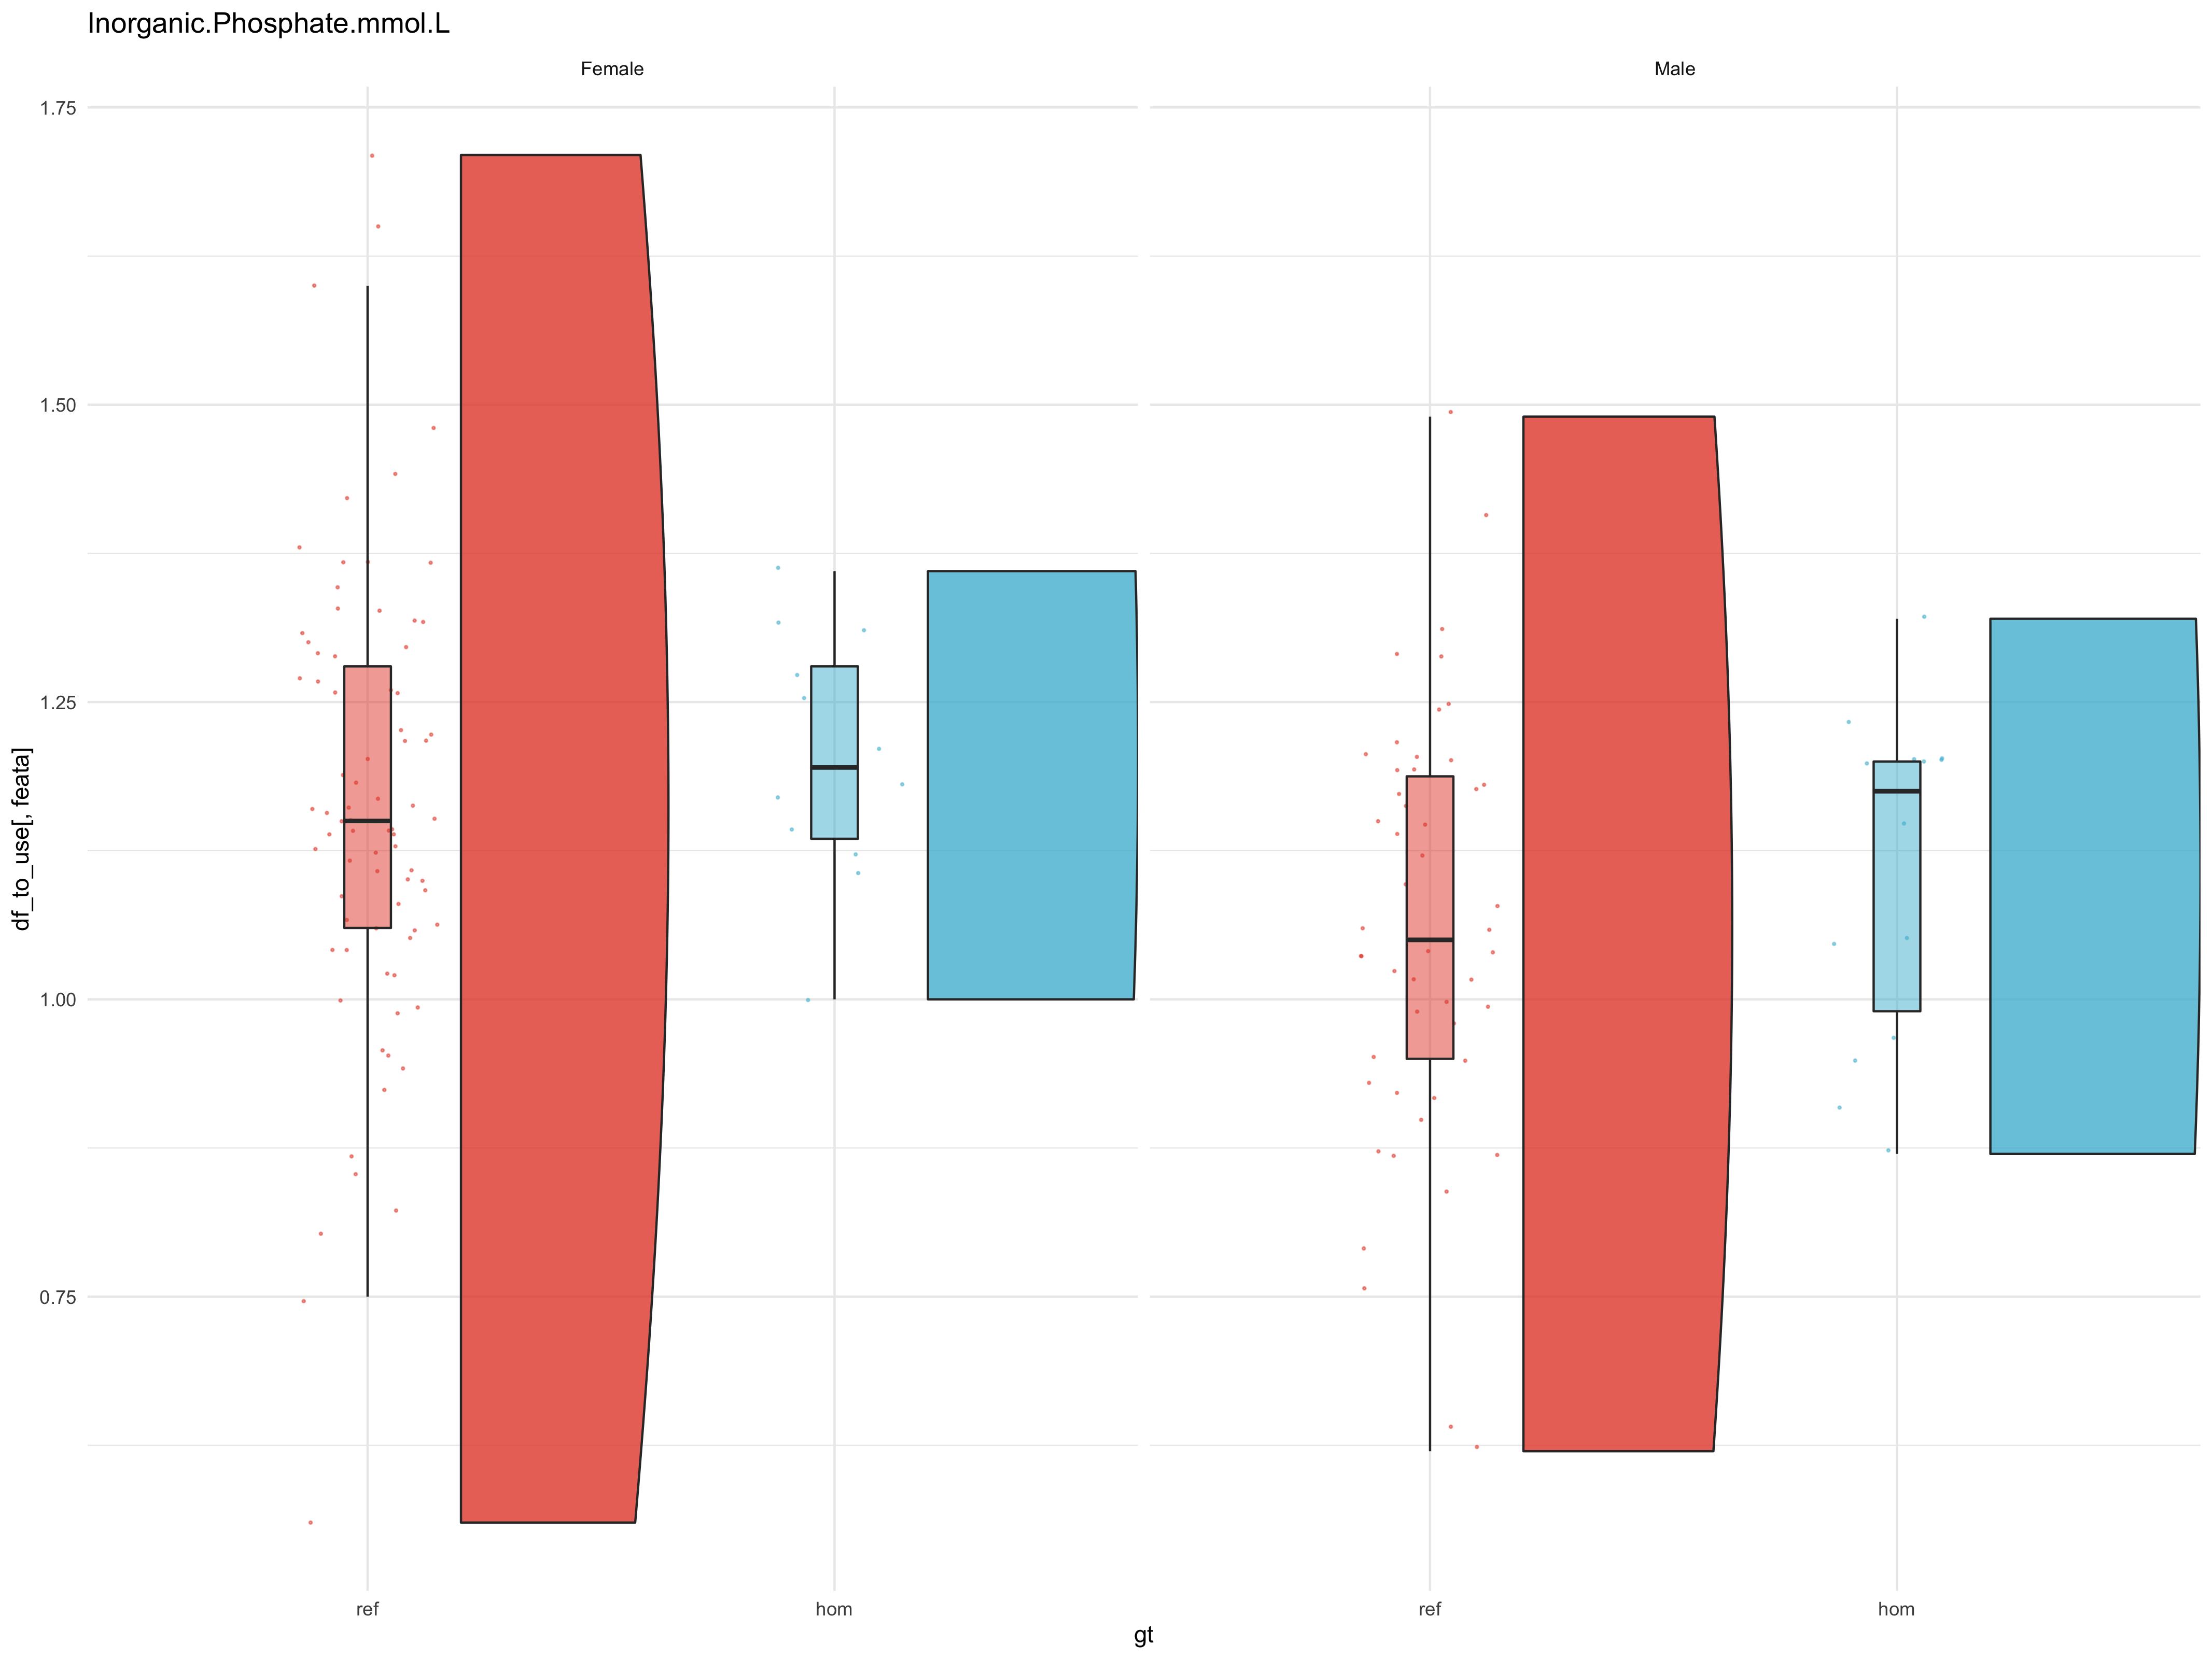 Inorganic.Phosphate.mmol.L
Female
Male
1.75
1.50
1.25
1.00
0.75
df_to_use[, feata]
ref
hom
ref
hom
gt